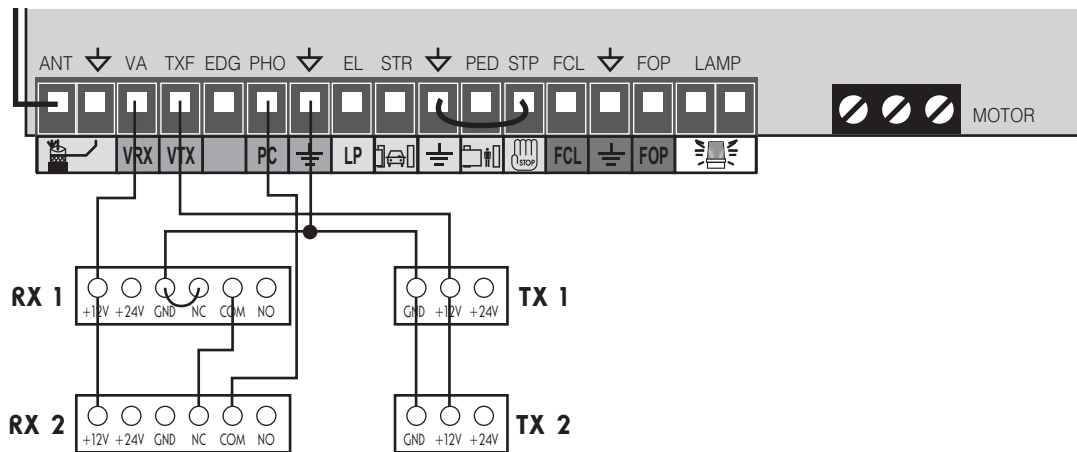 ANT VA TXF EDG PHO EL STR PED STP FCL FOP LAMP
MOTOR
VRX VTX PC LP STOP FCL FOP
RX 1
+12V +24V GND NC COM NO
GND +12V +24V
TX 1
RX 2
+12V +24V GND NC COM NO
GND +12V +24V
TX 2